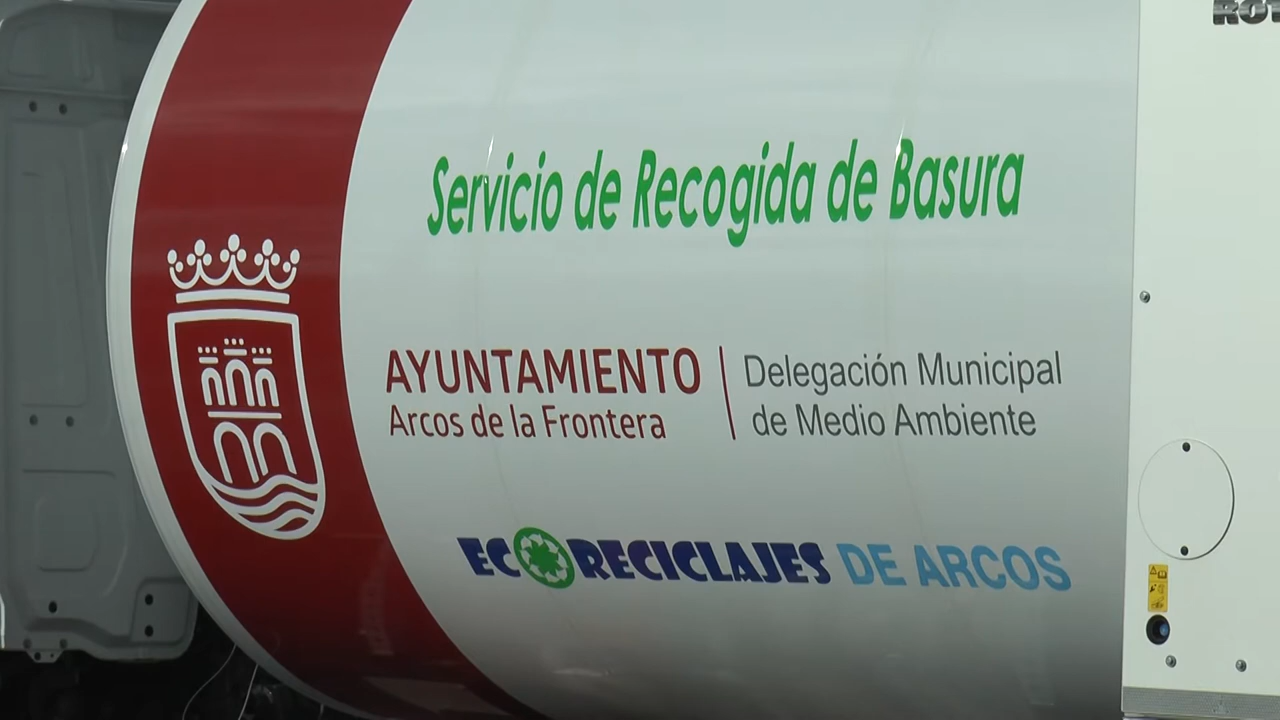 Servicio de Recogida de Basura
AYUNTAMIENTO
Arcos de la Frontera
Delegación Municipal
de Medio Ambiente
ECORECICLAJES DE ARCOS